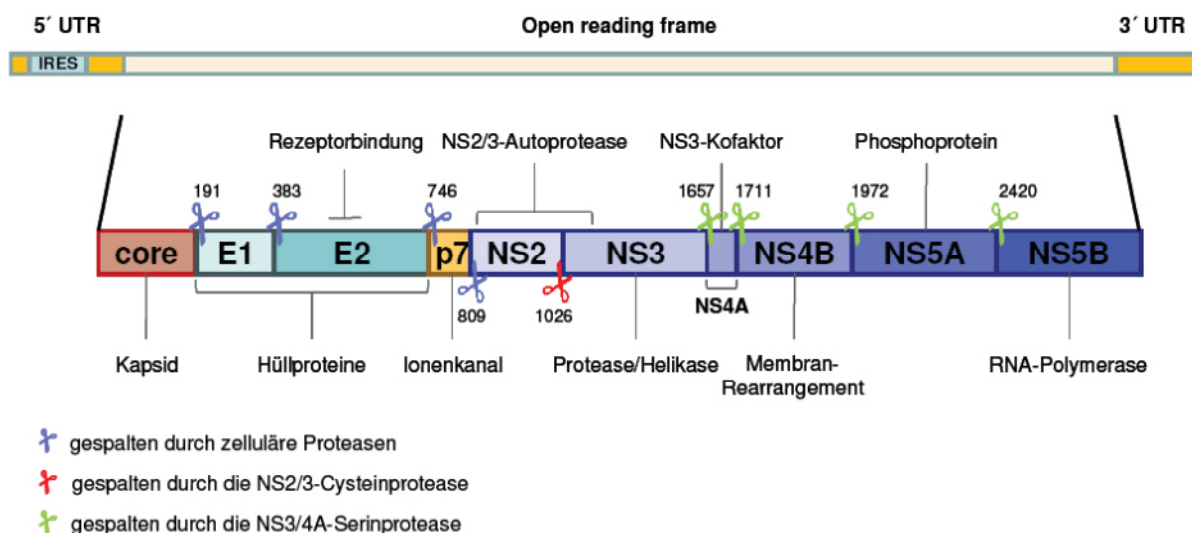 5´ UTR Open reading frame 3´ UTR
IRES
Rezeptorbindung NS2/3-Autoprotease NS3-Kofaktor Phosphoprotein
191 383 746 1657 1711 1972 2420
core E1 E2 p7 NS2 NS3 NS4B NS5A NS5B
809 1026 NS4A
Kapsid Hüllproteine Ionenkanal Protease/Helikase Membran-
Rearrangement RNA-Polymerase
gespalten durch zelluläre Proteasen
gespalten durch die NS2/3-Cysteinprotease
gespalten durch die NS3/4A-Serinprotease